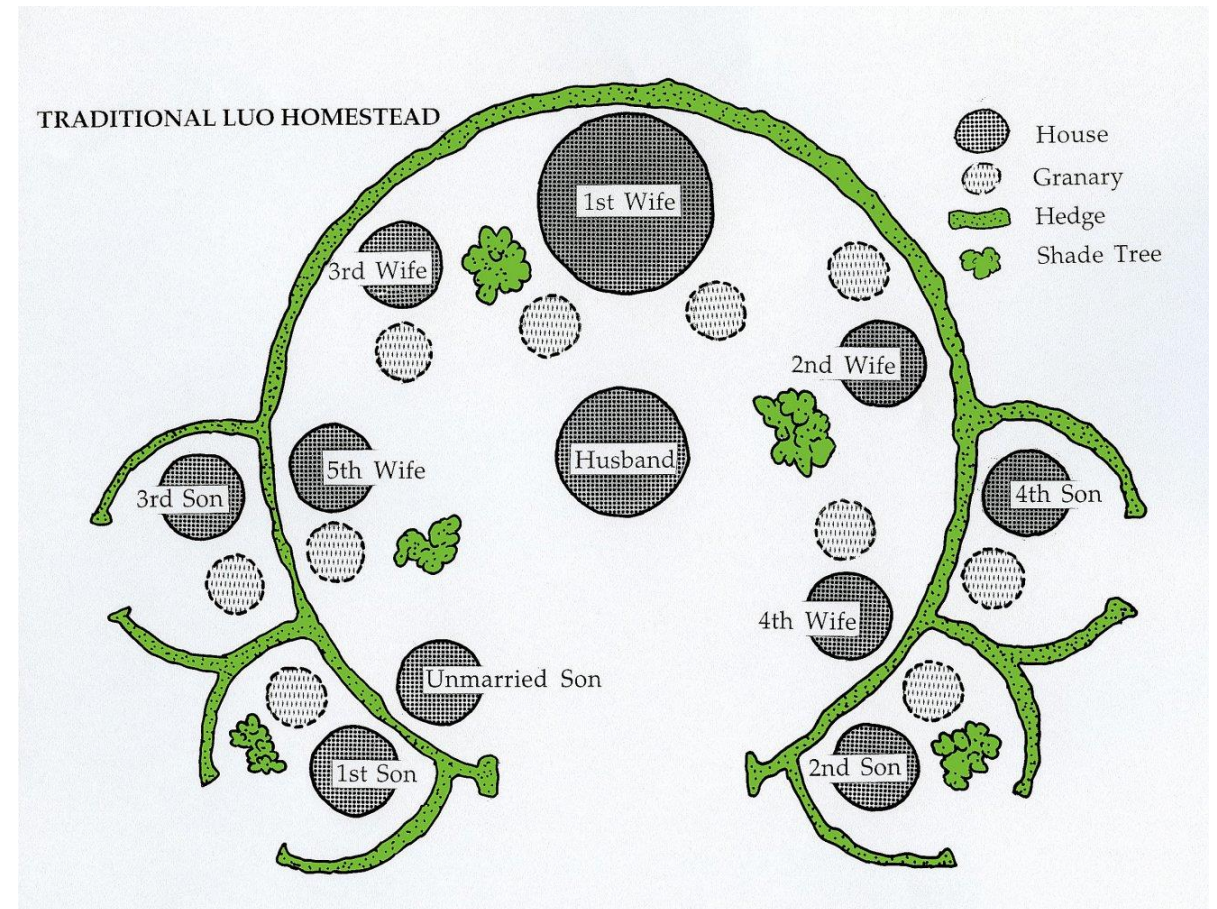 TRADITIONAL LUO HOMESTEAD
House
Granary
Hedge
Shade Tree
1st Wife
3rd Wife
2nd Wife
Husband
5th Wife
3rd Son
4th Son
4th Wife
Unmarried Son
1st Son
2nd Son